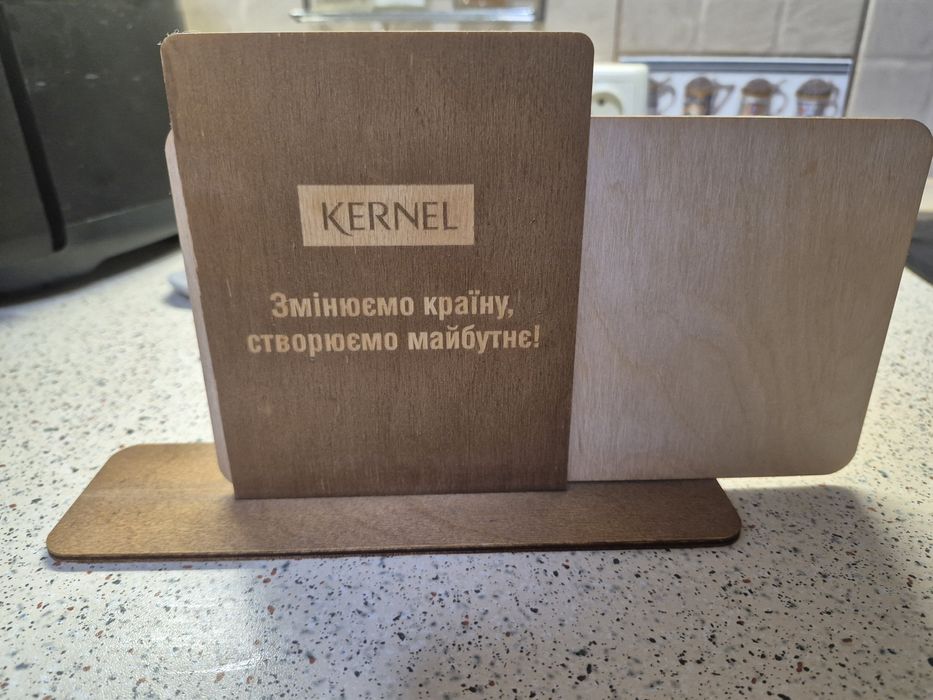 KERNEL
Змінюємо країну,
створюємо майбутнє!